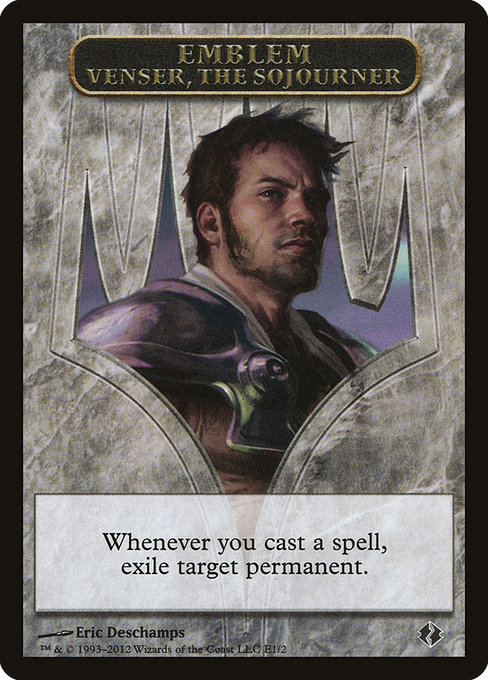 EMBLEM
VENSER, THE SOJOURNER
Whenever you cast a spell,
exile target permanent.
Eric Deschamps
™ & © 1993–2012 Wizards of the Coast LLC E1/2